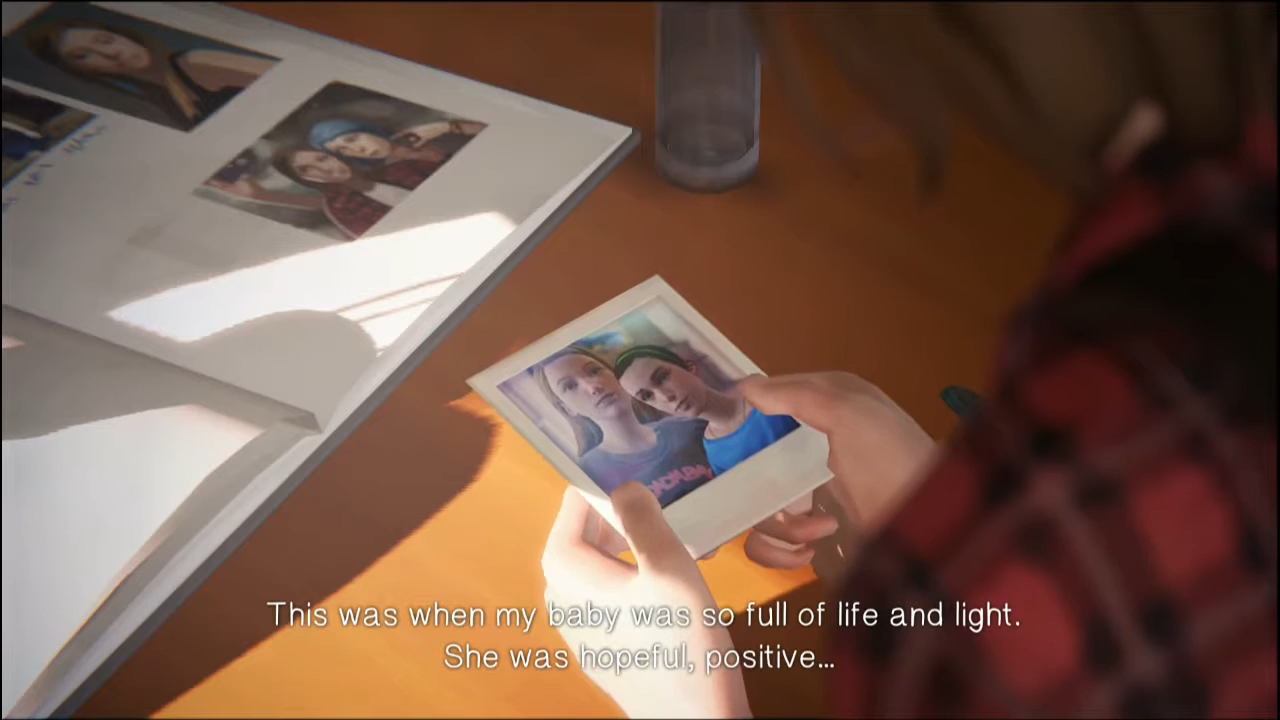 This was when my baby was so full of life and light.
She was hopeful, positive...